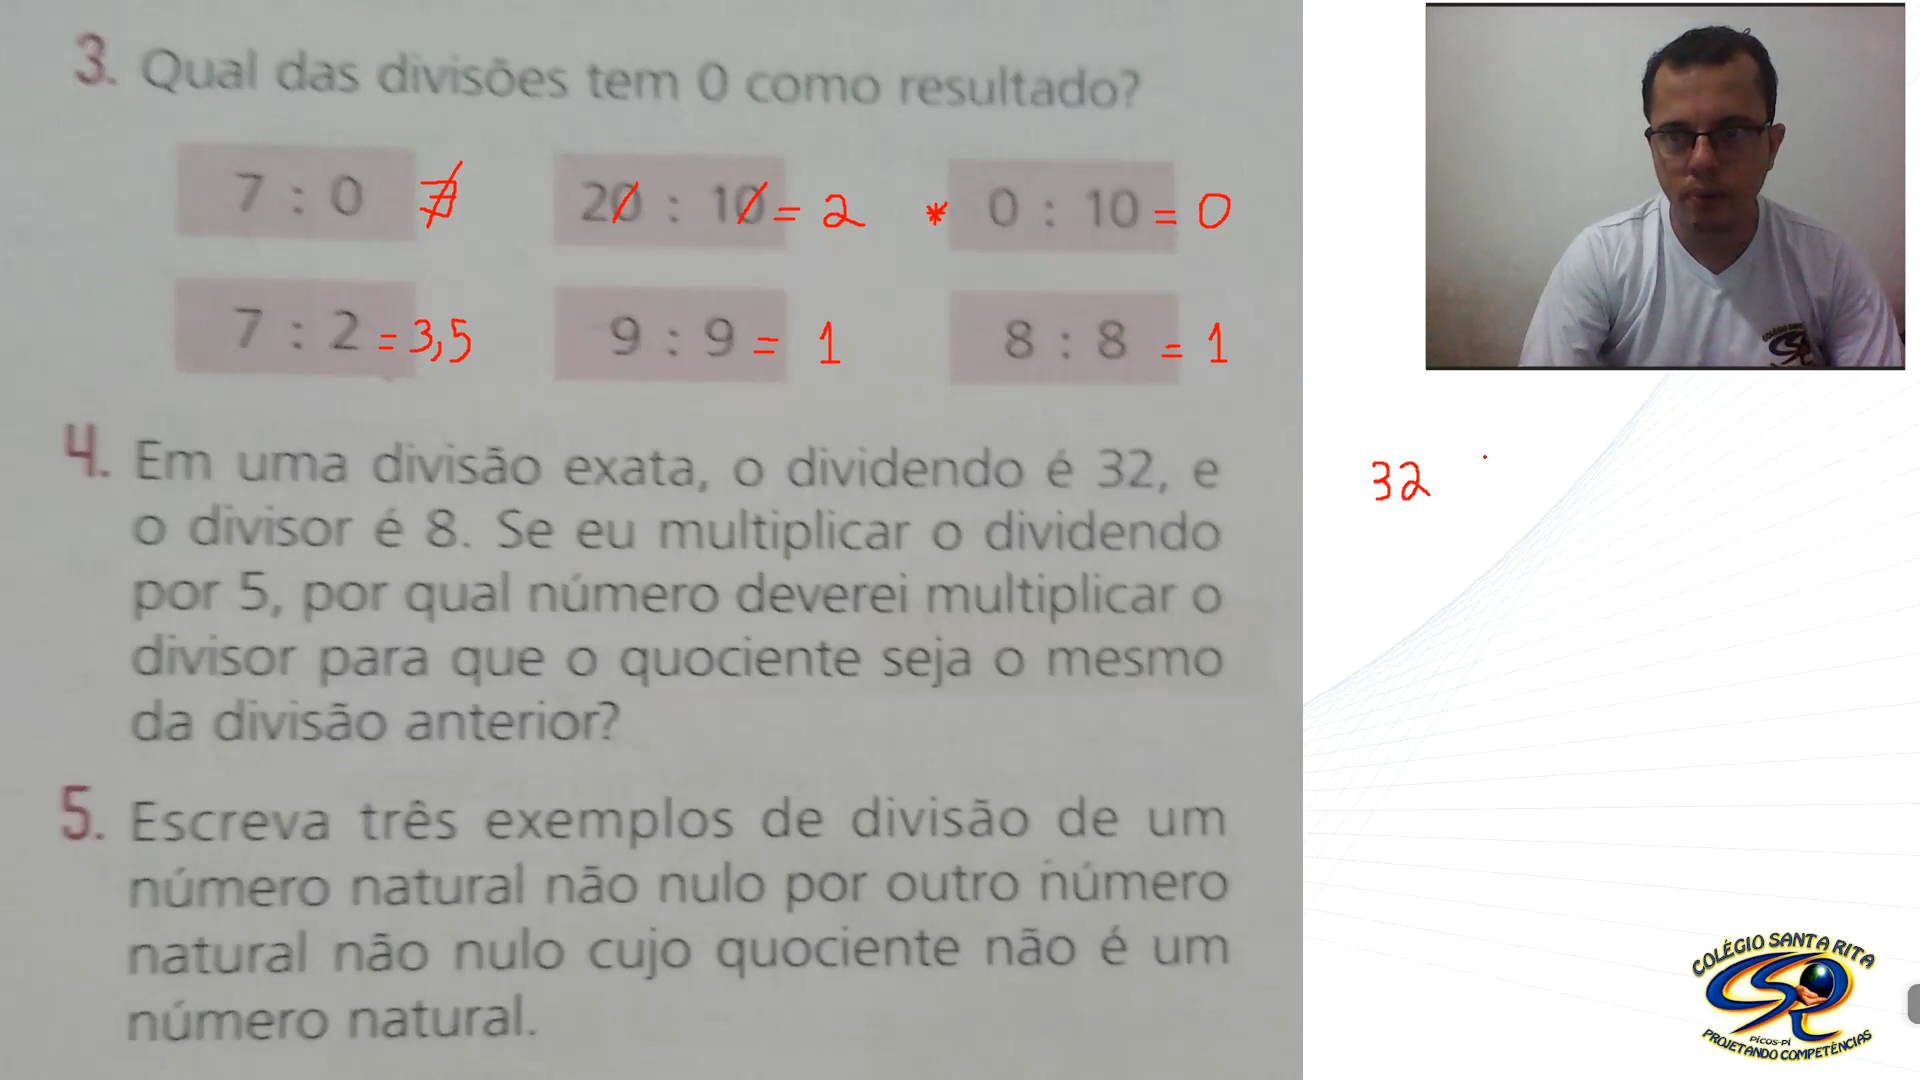 3. Qual das divisões tem 0 como resultado?
7 : 0 ∄
20 : 10 = 2
* 0 : 10 = 0
7 : 2 = 3,5
9 : 9 = 1
8 : 8 = 1
4. Em uma divisão exata, o dividendo é 32, e
o divisor é 8. Se eu multiplicar o dividendo
por 5, por qual número deverei multiplicar o
divisor para que o quociente seja o mesmo
da divisão anterior?
5. Escreva três exemplos de divisão de um
número natural não nulo por outro número
natural não nulo cujo quociente não é um
número natural.
32
COLÉGIO SANTA RITA
PICOS-PI
PROJETANDO COMPETÊNCIAS